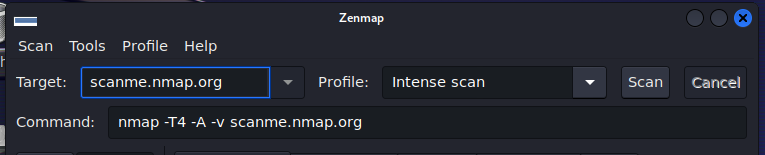 Zenmap
Scan Tools Profile Help
Target: scanme.nmap.org Profile: Intense scan Scan Cancel
Command: nmap -T4 -A -v scanme.nmap.org